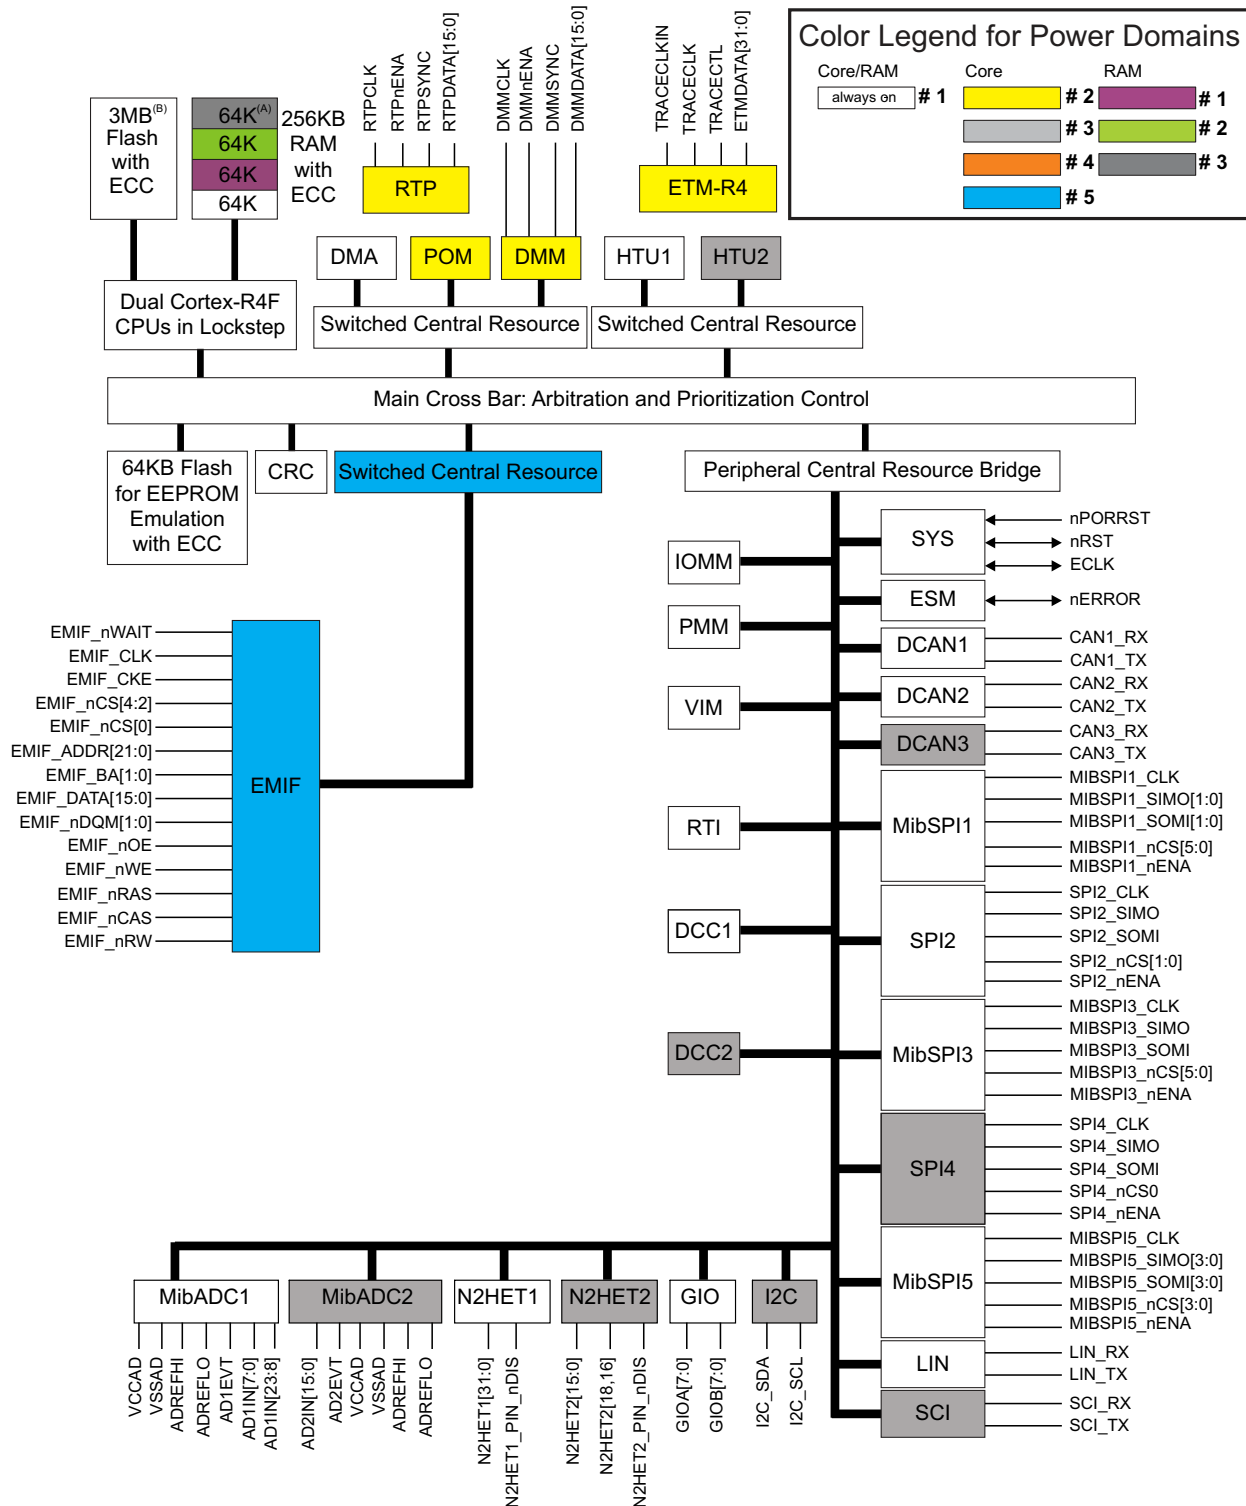 Color Legend for Power Domains
Core/RAM
Core
RAM
always on
# 1
# 2
# 1
# 3
# 2
# 4
# 3
# 5
RTPCLK
RTPnENA
RTPSYNC
RTPDATA[15:0]
DMMCLK
DMMnENA
DMMSYNC
DMMDATA[15:0]
TRACECLKIN
TRACECLK
TRACECTL
ETMDATA[31:0]
3MB(B)
Flash
with
ECC
64K(A)
64K
64K
64K
256KB
RAM
with
ECC
RTP
ETM-R4
DMA
POM
DMM
HTU1
HTU2
Dual Cortex-R4F
CPUs in Lockstep
Switched Central Resource
Switched Central Resource
Main Cross Bar: Arbitration and Prioritization Control
64KB Flash
for EEPROM
Emulation
with ECC
CRC
Switched Central Resource
Peripheral Central Resource Bridge
EMIF_nWAIT
EMIF_CLK
EMIF_CKE
EMIF_nCS[4:2]
EMIF_nCS[0]
EMIF_ADDR[21:0]
EMIF_BA[1:0]
EMIF_DATA[15:0]
EMIF_nDQM[1:0]
EMIF_nOE
EMIF_nWE
EMIF_nRAS
EMIF_nCAS
EMIF_nRW
EMIF
IOMM
PMM
VIM
RTI
DCC1
DCC2
SYS
nPORRST
nRST
ECLK
ESM
nERROR
DCAN1
CAN1_RX
CAN1_TX
DCAN2
CAN2_RX
CAN2_TX
DCAN3
CAN3_RX
CAN3_TX
MibSPI1
MIBSPI1_CLK
MIBSPI1_SIMO[1:0]
MIBSPI1_SOMI[1:0]
MIBSPI1_nCS[5:0]
MIBSPI1_nENA
SPI2
SPI2_CLK
SPI2_SIMO
SPI2_SOMI
SPI2_nCS[1:0]
SPI2_nENA
MibSPI3
MIBSPI3_CLK
MIBSPI3_SIMO
MIBSPI3_SOMI
MIBSPI3_nCS[5:0]
MIBSPI3_nENA
SPI4
SPI4_CLK
SPI4_SIMO
SPI4_SOMI
SPI4_nCS0
SPI4_nENA
MibSPI5
MIBSPI5_CLK
MIBSPI5_SIMO[3:0]
MIBSPI5_SOMI[3:0]
MIBSPI5_nCS[3:0]
MIBSPI5_nENA
LIN
LIN_RX
LIN_TX
SCI
SCI_RX
SCI_TX
MibADC1
MibADC2
N2HET1
N2HET2
GIO
I2C
VCCAD
VSSAD
ADREFHI
ADREFLO
AD1EVT
AD1IN[7:0]
AD1IN[23:8]
AD2IN[15:0]
AD2EVT
VCCAD
VSSAD
ADREFHI
ADREFLO
N2HET1[31:0]
N2HET1_PIN_nDIS
N2HET2[15:0]
N2HET2[18,16]
N2HET2_PIN_nDIS
GIOA[7:0]
GIOB[7:0]
I2C_SDA
I2C_SCL